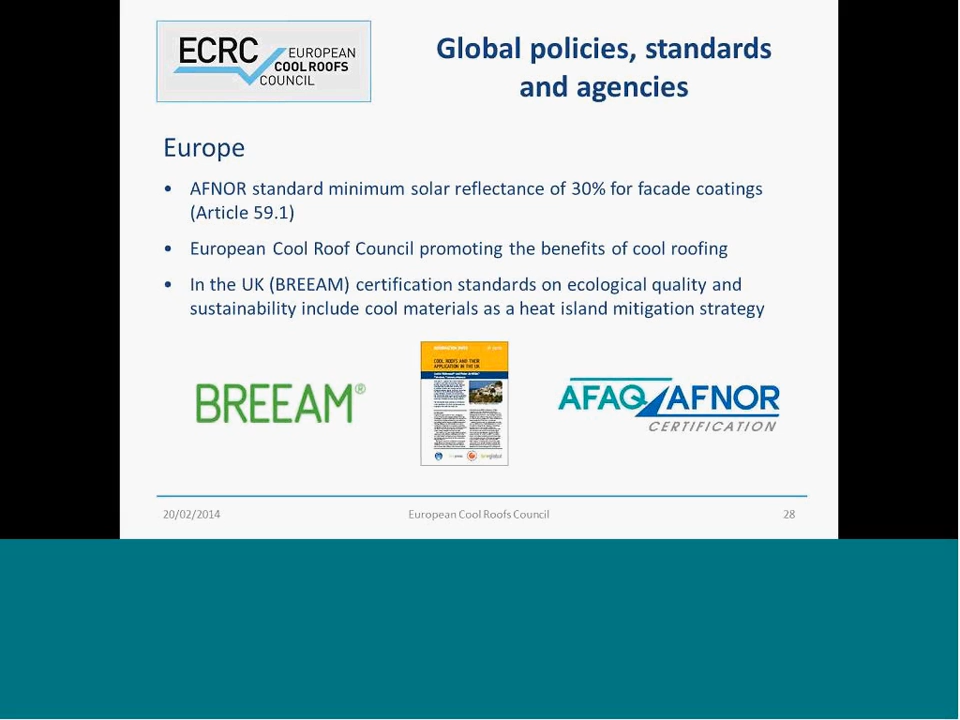 ECRC
EUROPEAN
COOL ROOFS
COUNCIL
Global policies, standards
and agencies
Europe
• AFNOR standard minimum solar reflectance of 30% for facade coatings
(Article 59.1)
• European Cool Roof Council promoting the benefits of cool roofing
• In the UK (BREEAM) certification standards on ecological quality and
sustainability include cool materials as a heat island mitigation strategy
BREEAM®
COOL ROOFS AND THEIR
APPLICATION IN THE UK
AFAQ AFNOR
CERTIFICATION
20/02/2014
European Cool Roofs Council
28